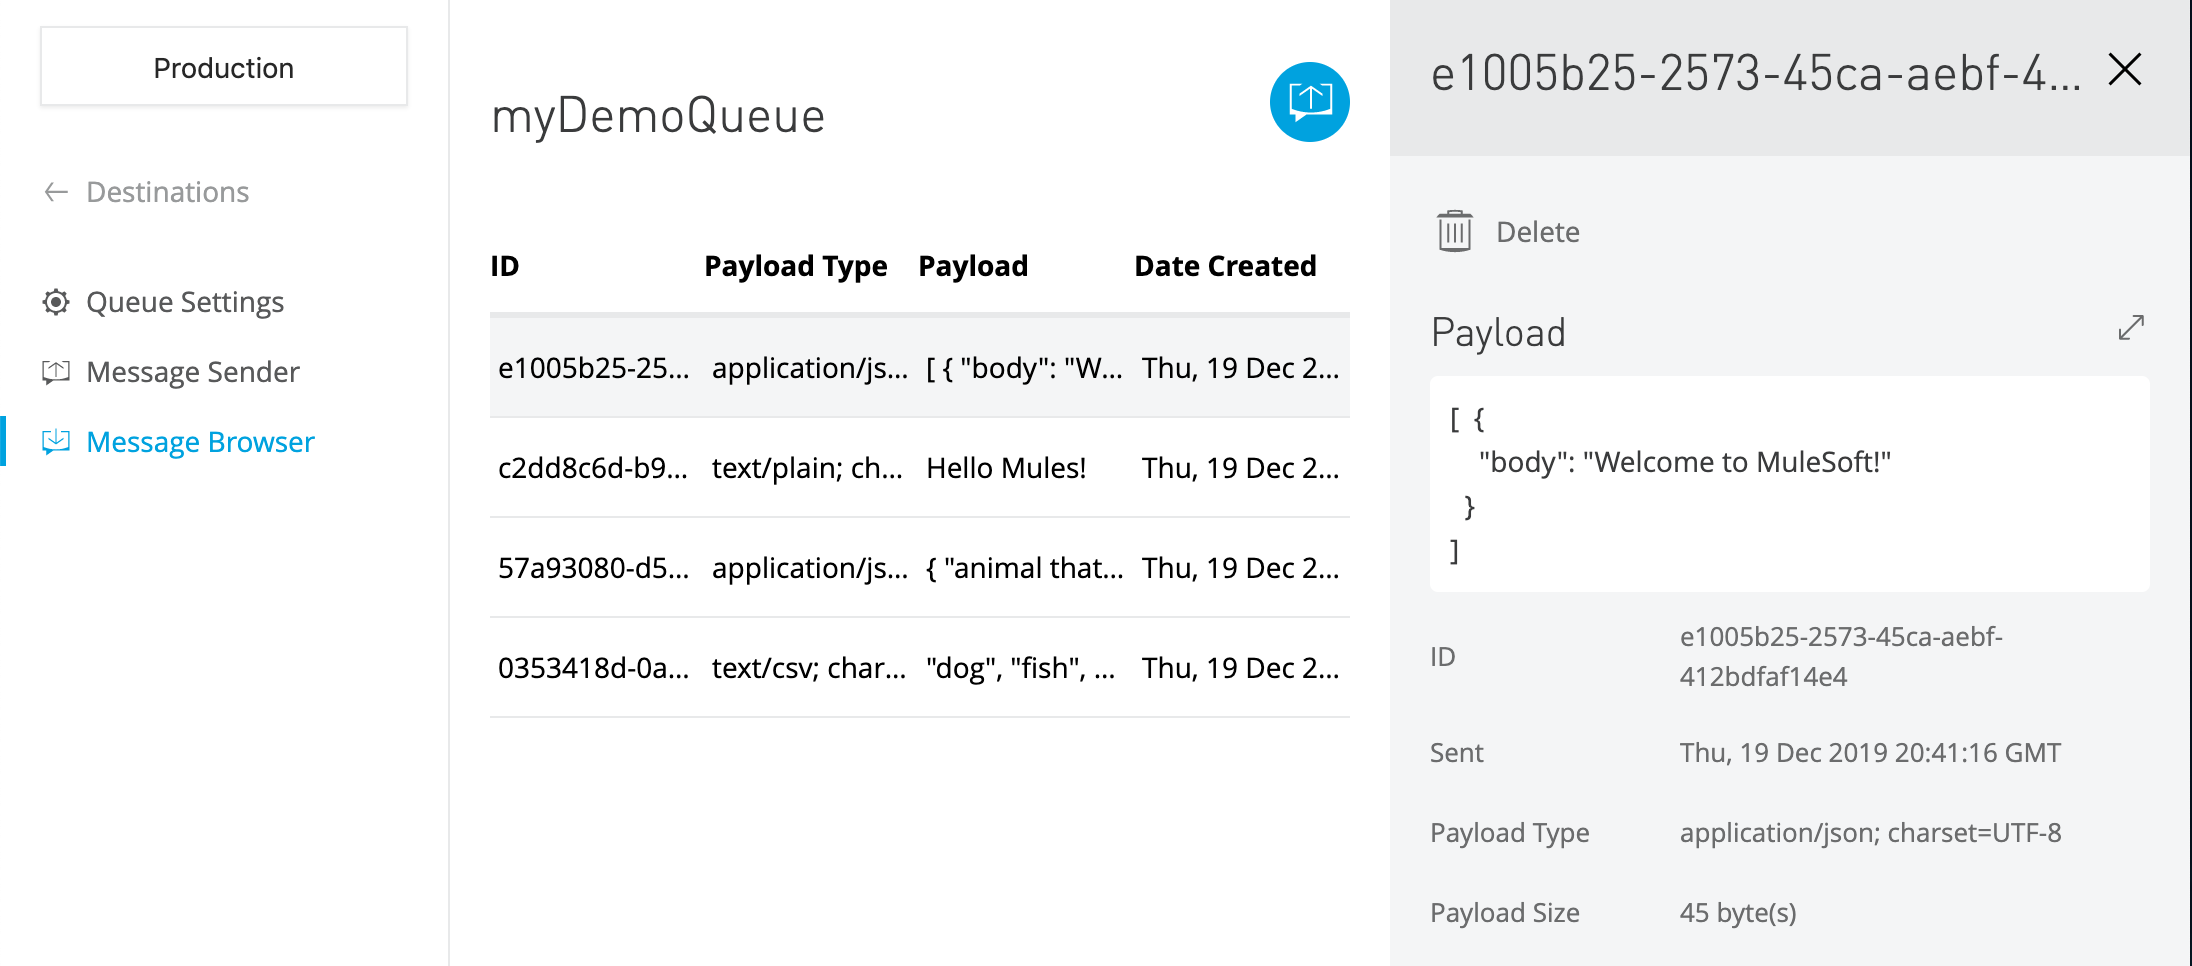 Production
Destinations
Queue Settings
Message Sender
Message Browser
myDemoQueue
ID Payload Type Payload Date Created
e1005b25-25... application/js... [ { "body": "W... Thu, 19 Dec 2...
c2dd8c6d-b9... text/plain; ch... Hello Mules! Thu, 19 Dec 2...
57a93080-d5... application/js... { "animal that... Thu, 19 Dec 2...
0353418d-0a... text/csv; char... "dog", "fish", ... Thu, 19 Dec 2...
e1005b25-2573-45ca-aebf-4...
Delete
Payload
[ {
"body": "Welcome to MuleSoft!"
}
]
ID e1005b25-2573-45ca-aebf-
412bdfaf14e4
Sent Thu, 19 Dec 2019 20:41:16 GMT
Payload Type application/json; charset=UTF-8
Payload Size 45 byte(s)